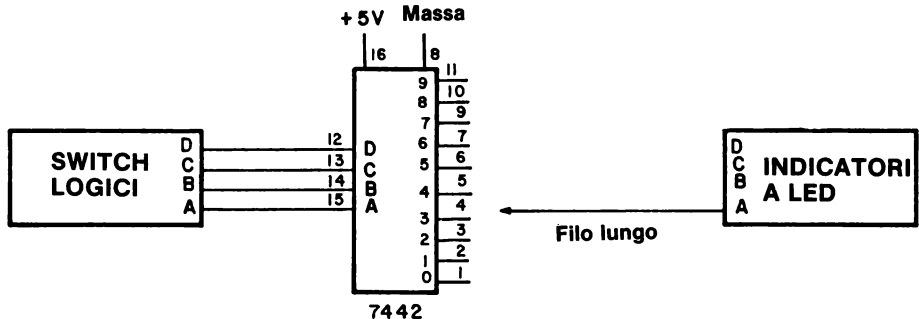 +5V Massa
16 8
SWITCH
LOGICI
D
C
B
A
12
13
14
15
D
C
B
A
9 11
8 10
7 9
6 7
5 6
4 5
3 4
2 3
1 2
0 1
7442
Filo lungo
D
C
B
A
INDICATORI
A LED